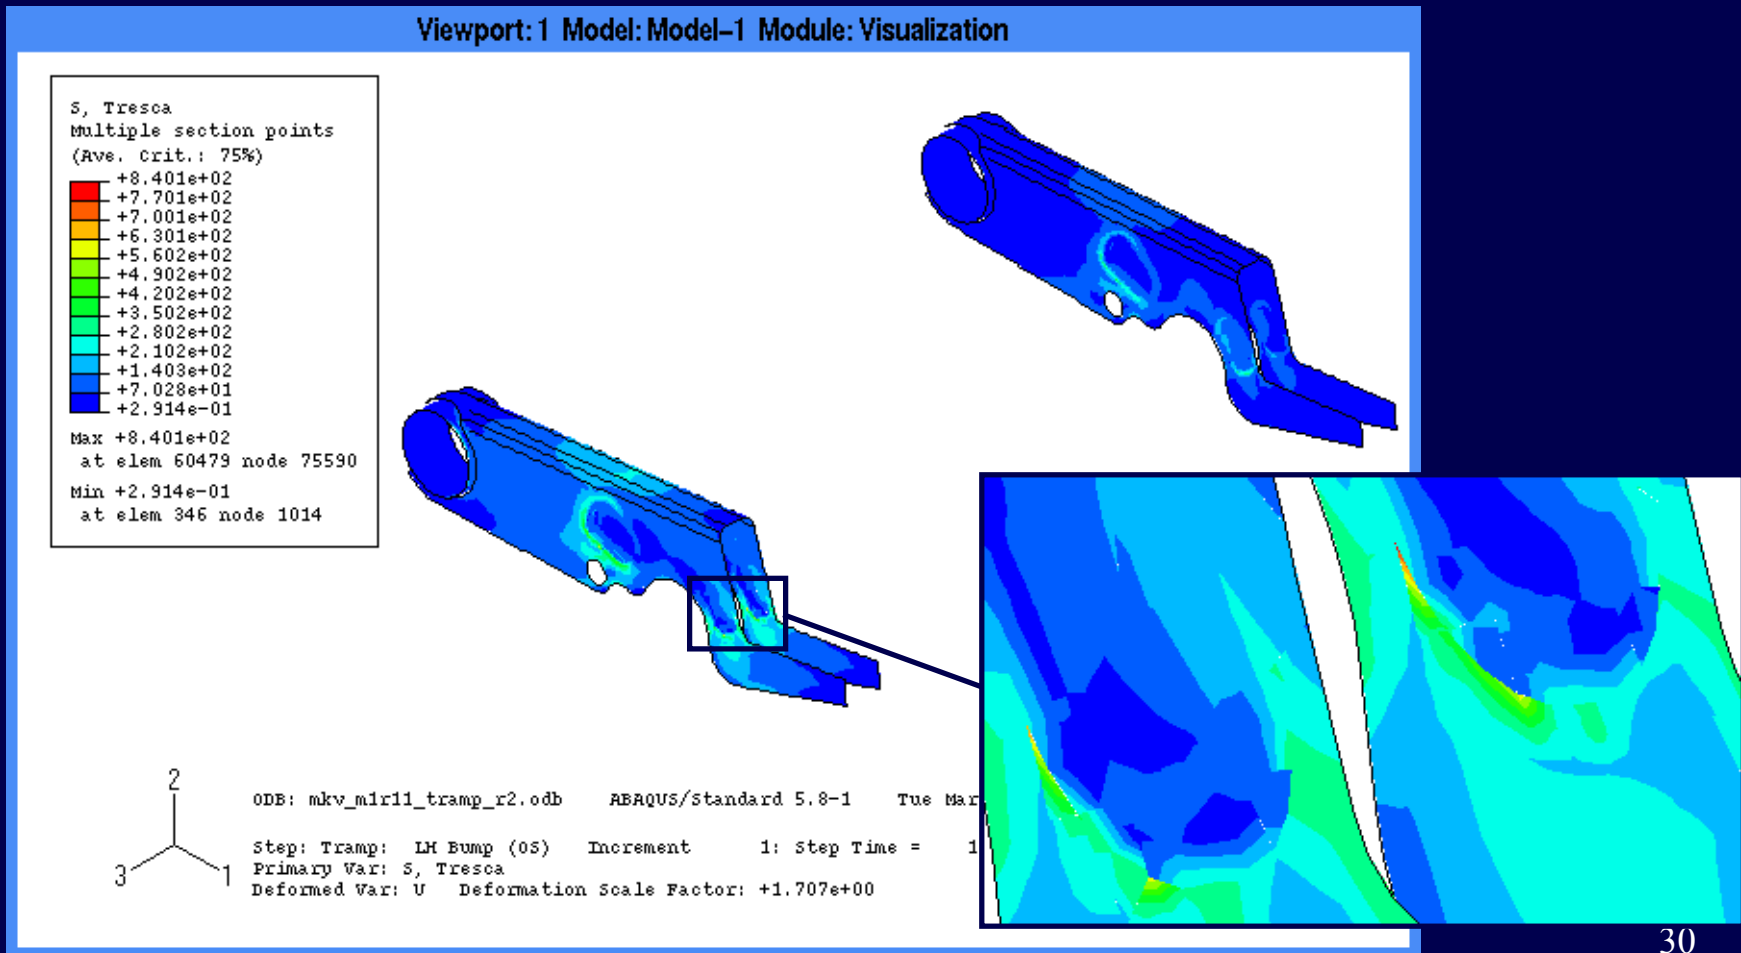 Viewport: 1 Model: Model-1 Module: Visualization
S, Tresca
Multiple section points
(Ave. Crit.: 75%)
+8.401e+02
+7.701e+02
+7.001e+02
+6.301e+02
+5.602e+02
+4.902e+02
+4.202e+02
+3.502e+02
+2.802e+02
+2.102e+02
+1.403e+02
+7.028e+01
+2.914e-01
Max +8.401e+02
at elem 60479 node 75590
Min +2.914e-01
at elem 346 node 1014
2
3
1
ODB: mkv_m1r11_tramp_r2.odb ABAQUS/Standard 5.8-1 Tue Mar
Step: Tramp: LH Bump (OS) Increment 1: Step Time = 1
Primary Var: S, Tresca
Deformed Var: U Deformation Scale Factor: +1.707e+00
30